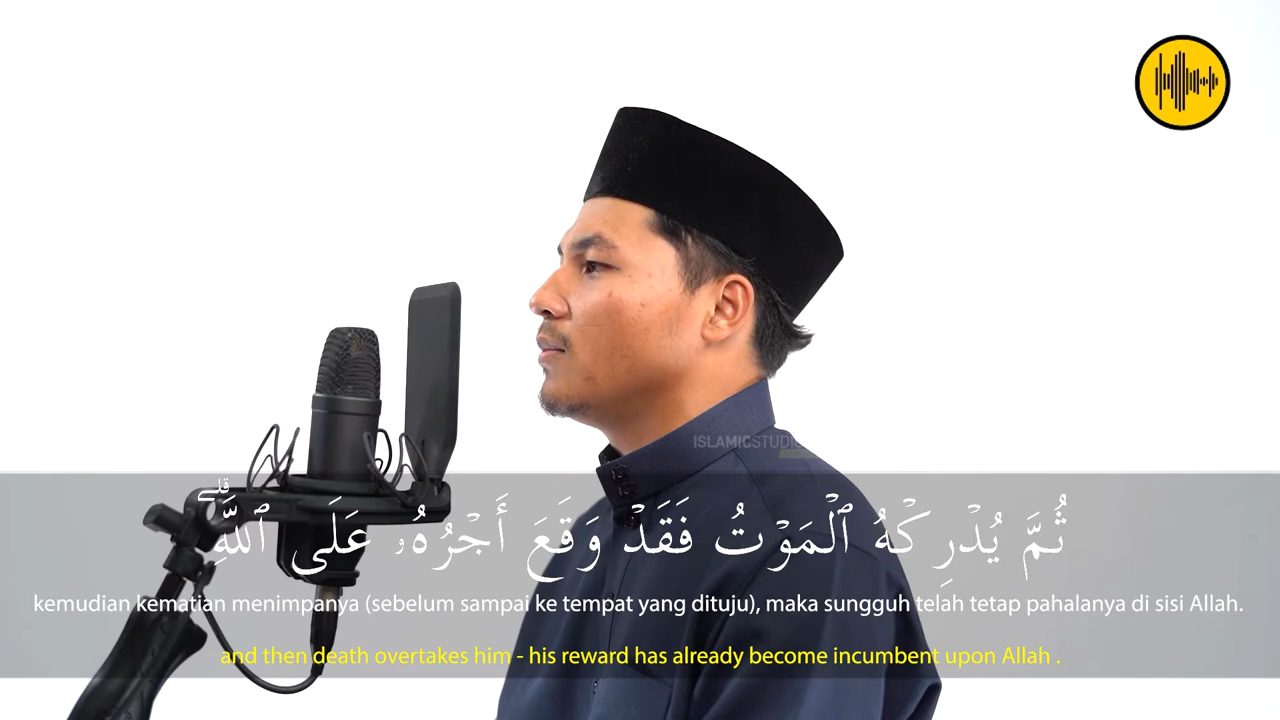 ISLAMICSTUDIO
ثُمَّ يُدْرِكْهُ ٱلْمَوْتُ فَقَدْ وَقَعَ أَجْرُهُۥ عَلَى ٱللَّهِ ۗ
kemudian kematian menimpanya (sebelum sampai ke tempat yang dituju), maka sungguh telah tetap pahalanya di sisi Allah.
and then death overtakes him - his reward has already become incumbent upon Allah .